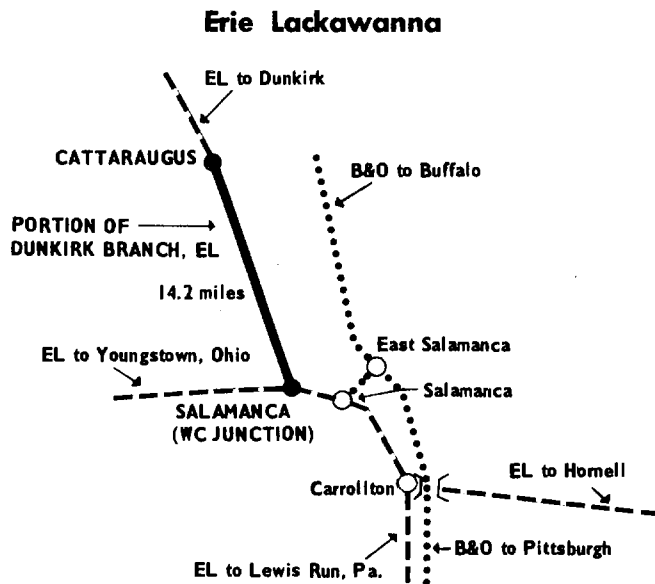 Erie Lackawanna
EL to Dunkirk
CATTARAUGUS
B&O to Buffalo
PORTION OF
DUNKIRK BRANCH, EL
14.2 miles
EL to Youngstown, Ohio
East Salamanca
Salamanca
SALAMANCA
(WC JUNCTION)
Carrollton
EL to Hornell
EL to Lewis Run, Pa.
B&O to Pittsburgh